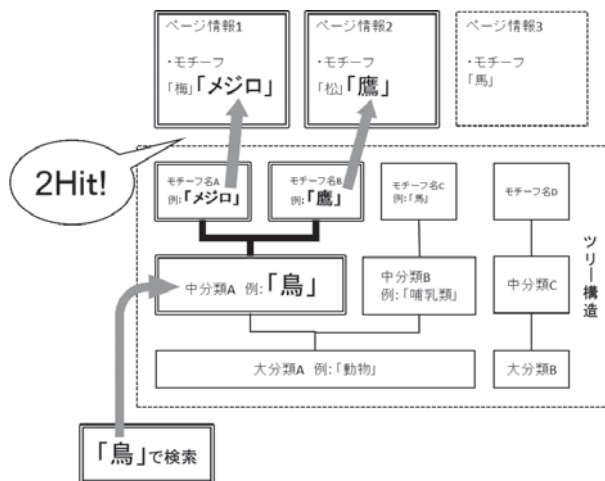 ページ情報1
・モチーフ
「梅」「メジロ」
ページ情報2
・モチーフ
「松」「鷹」
ページ情報3
・モチーフ
「馬」
2Hit!
モチーフ名A
例:「メジロ」
モチーフ名B
例:「鷹」
モチーフ名C
例:「馬」
モチーフ名D
中分類A 例:「鳥」
中分類B
例:「哺乳類」
中分類C
ツリー構造
大分類A 例:「動物」
大分類B
「鳥」で検索